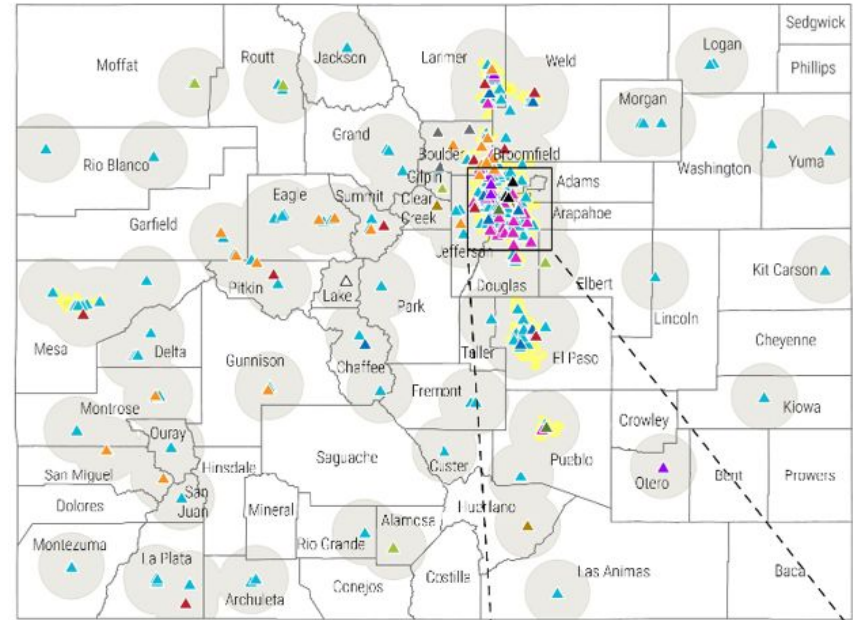 Sedgwick
Logan
Moffat
Routt
Jackson
Larimer
Weld
Phillips
Morgan
Grand
Boulder
Broomfield
Rio Blanco
Washington
Yuma
Gilpin
Eagle
Summit
Clear
Creek
Adams
Garfield
Arapahoe
Jefferson
Kit Carson
Pitkin
Lake
Park
Douglas
Elbert
Lincoln
Mesa
Delta
Cheyenne
Gunnison
Chaffee
Teller
El Paso
Montrose
Fremont
Kiowa
Crowley
Ouray
Saguache
Custer
Pueblo
San Miguel
Hinsdale
Otero
Bent
Prowers
Dolores
San
Juan
Mineral
Huerfano
Alamosa
Rio Grande
Montezuma
La Plata
Las Animas
Baca
Archuleta
Conejos
Costilla